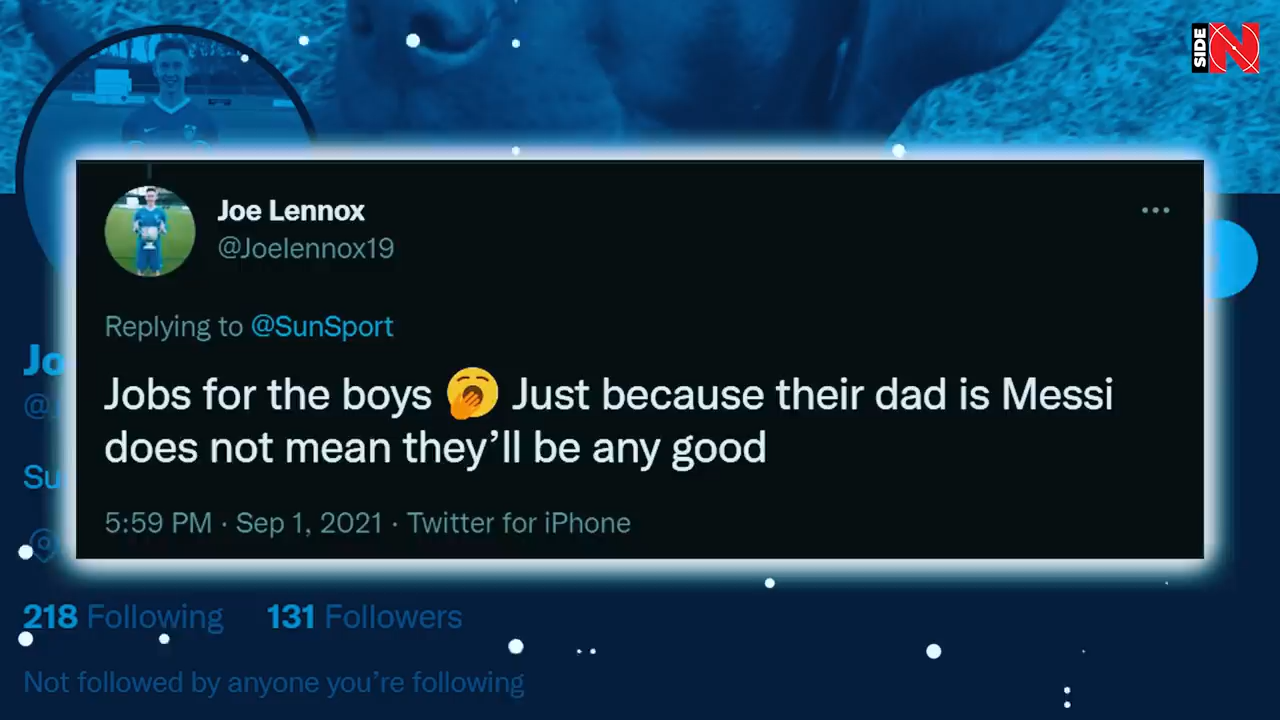 SIDE N
Joe Lennox
@Joelennox19
Replying to @SunSport
Jobs for the boys 🥱 Just because their dad is Messi
does not mean they’ll be any good
5:59 PM · Sep 1, 2021 · Twitter for iPhone
Jo
@
Su
218 Following 131 Followers
Not followed by anyone you’re following